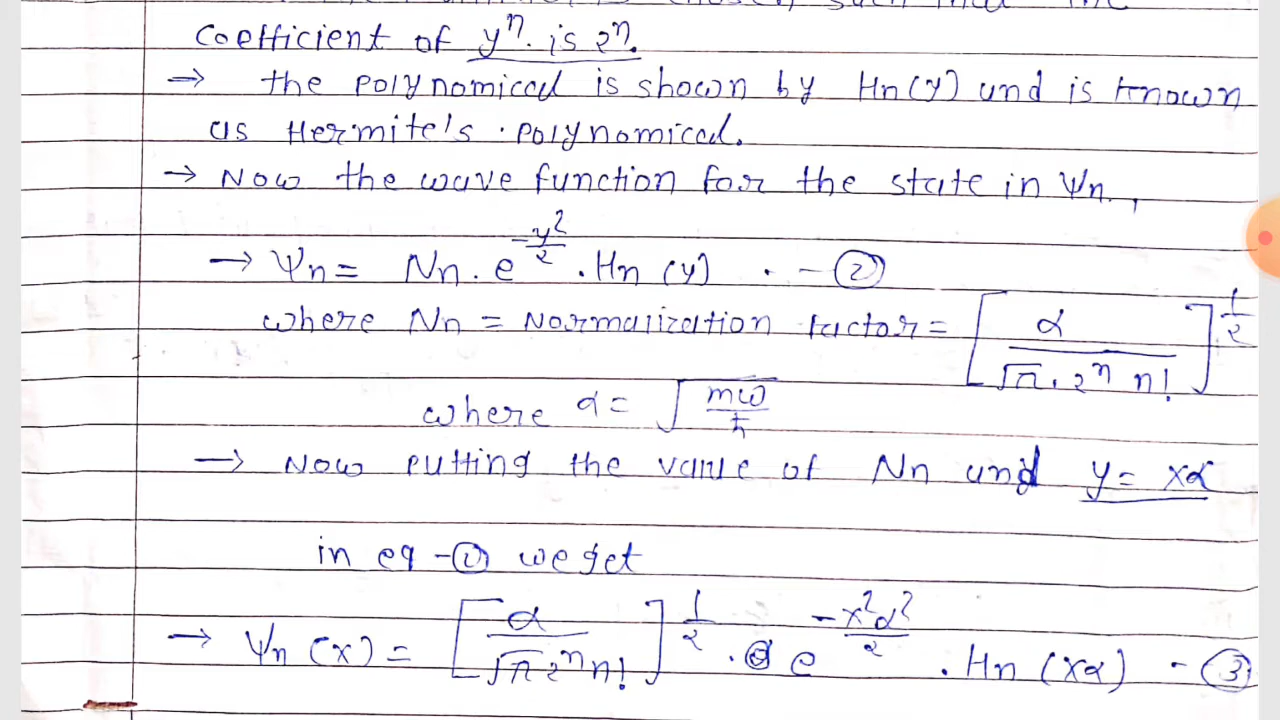 coefficient of yⁿ. is 2ⁿ.
→ the polynomical is shown by Hn(y) and is known
as Hermite's polynomical.
→ Now the wave function for the state in Ψn.,
→ Ψn = Nn . e^(-y²/2) . Hn (y) . - ②
where Nn = Normalization factor = [α / √π . 2ⁿ n!]^(1/2)
where α = √(mω/ħ)
→ Now putting the value of Nn and y = xα
in eq - ② we get
→ Ψn (x) = [α / √π 2ⁿ n!]^(1/2) . e^(-x²α²/2) . Hn (xα) - ③